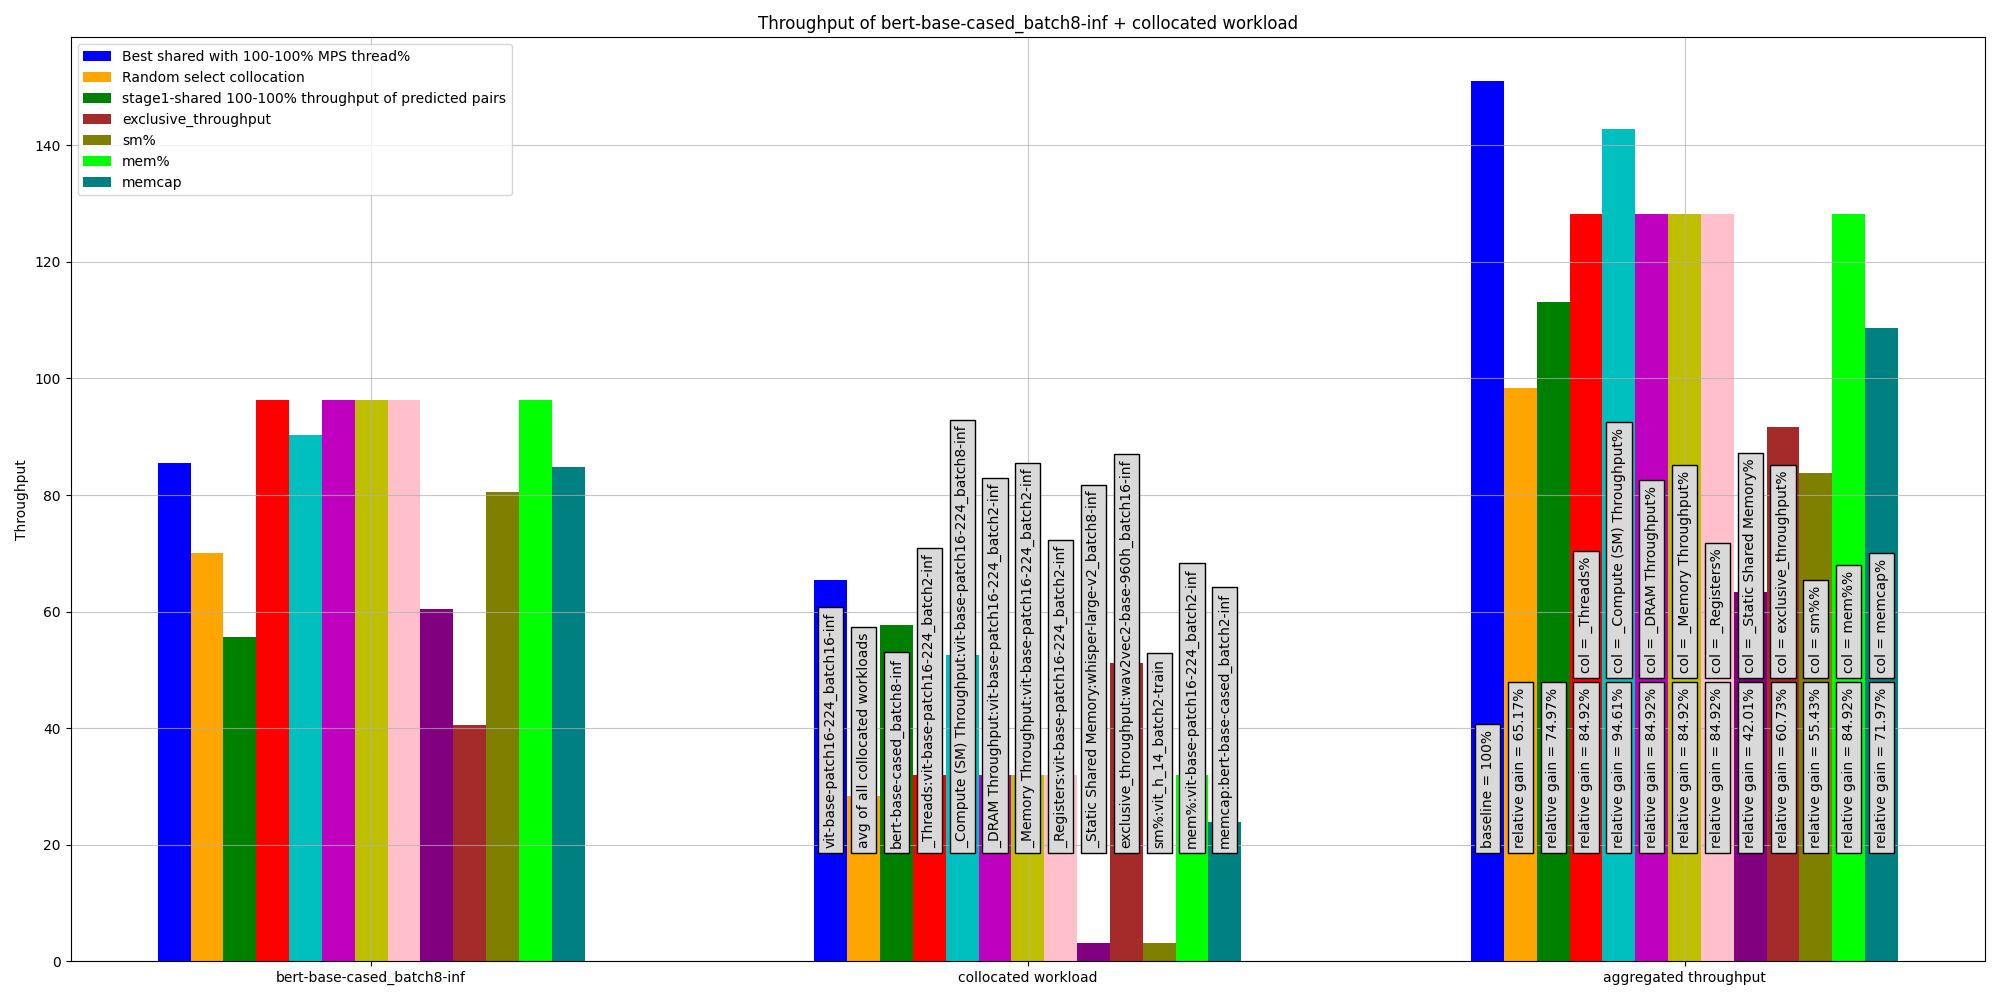 Throughput of bert-base-cased_batch8-inf + collocated workload
Best shared with 100-100% MPS thread%
Random select collocation
stage1-shared 100-100% throughput of predicted pairs
exclusive_throughput
sm%
mem%
memcap
Throughput
140
120
100
80
60
40
20
0
vit-base-patch16-224_batch16-inf
avg of all collocated workloads
bert-base-cased_batch8-inf
_Threads:vit-base-patch16-224_batch2-inf
_Compute (SM) Throughput:vit-base-patch16-224_batch8-inf
_DRAM Throughput:vit-base-patch16-224_batch2-inf
_Memory Throughput:vit-base-patch16-224_batch2-inf
_Registers:vit-base-patch16-224_batch2-inf
_Static Shared Memory:whisper-large-v2_batch8-inf
exclusive_throughput:wav2vec2-base-960h_batch16-inf
sm%:vit_h_14_batch2-train
mem%:vit-base-patch16-224_batch2-inf
memcap:bert-base-cased_batch2-inf
col = _Threads%
col = _Compute (SM) Throughput%
col = _DRAM Throughput%
col = _Memory Throughput%
col = _Registers%
col = _Static Shared Memory%
col = exclusive_throughput%
col = sm%%
col = mem%%
col = memcap%
baseline = 100%
relative gain = 65.17%
relative gain = 74.97%
relative gain = 84.92%
relative gain = 94.61%
relative gain = 84.92%
relative gain = 84.92%
relative gain = 84.92%
relative gain = 42.01%
relative gain = 60.73%
relative gain = 55.43%
relative gain = 84.92%
relative gain = 71.97%
bert-base-cased_batch8-inf
collocated workload
aggregated throughput